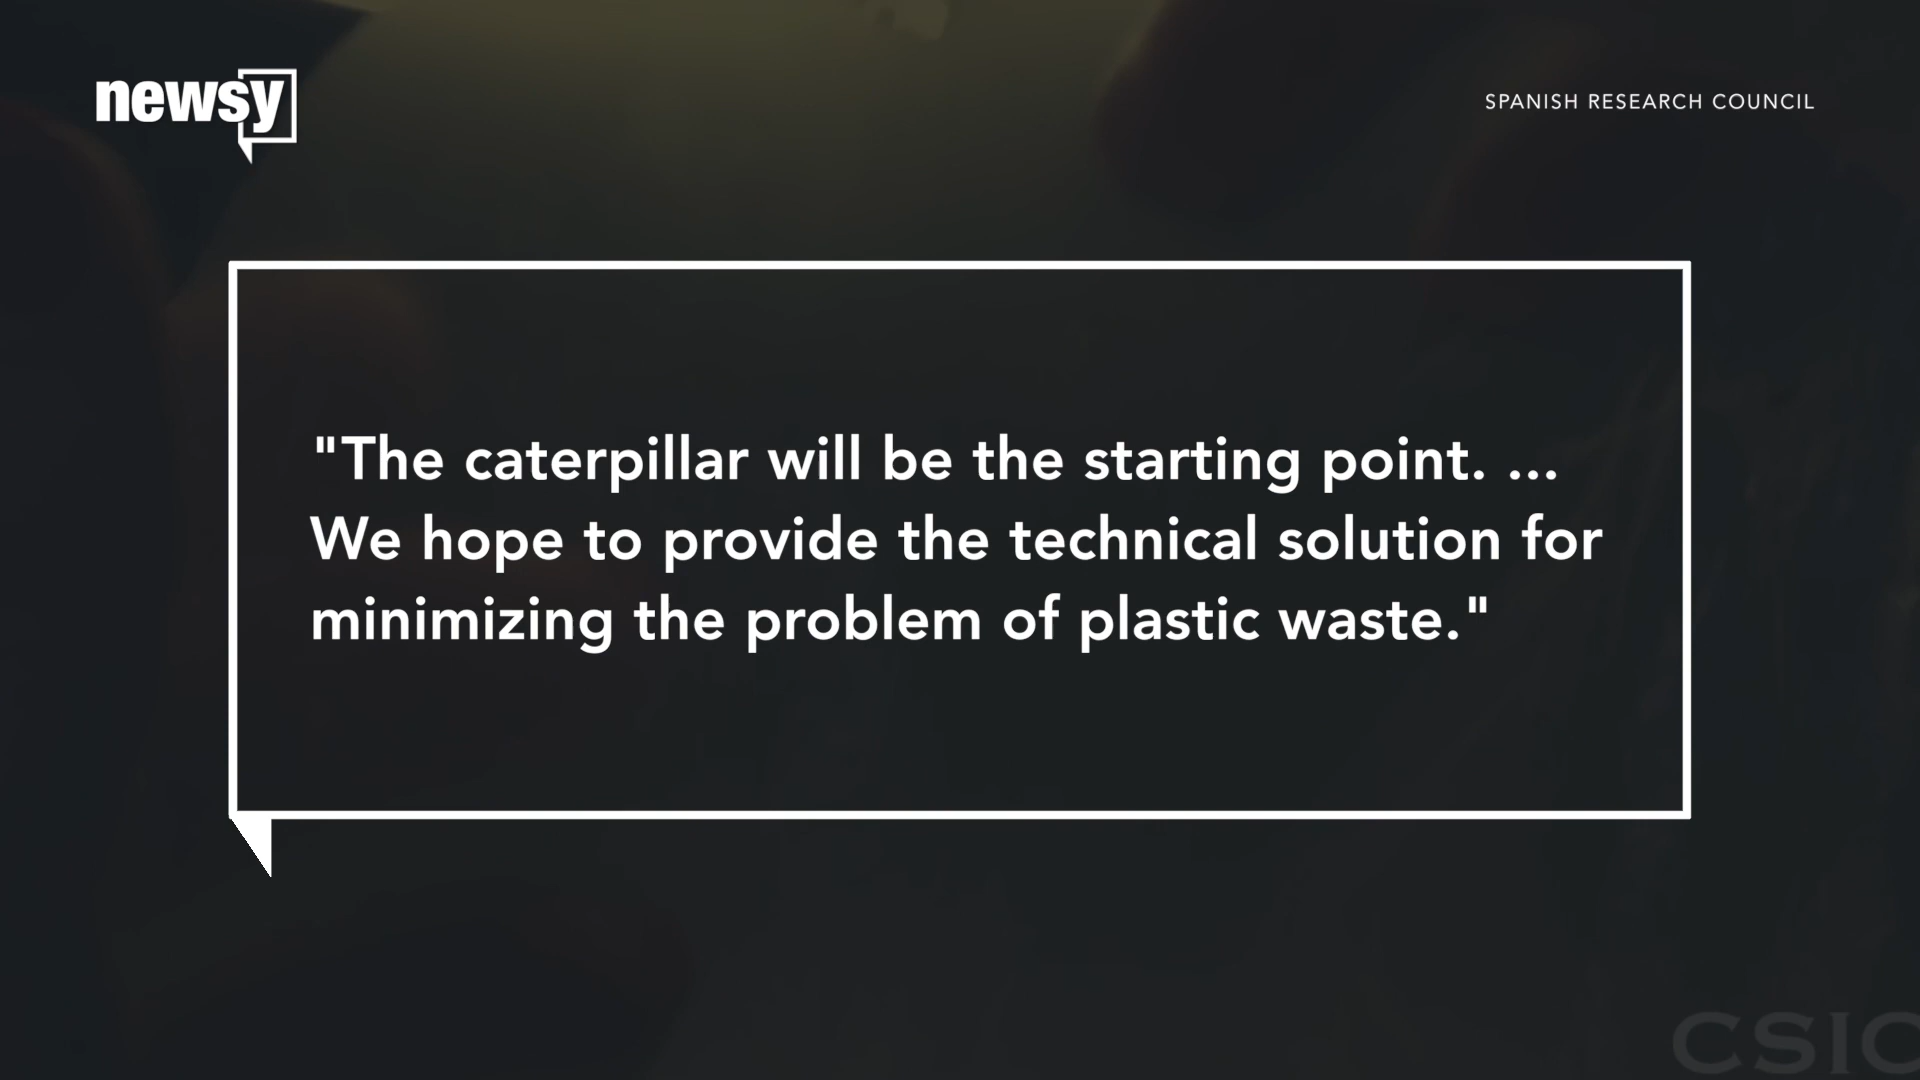 newsy
SPANISH RESEARCH COUNCIL
"The caterpillar will be the starting point. ...
We hope to provide the technical solution for
minimizing the problem of plastic waste."
CSIC